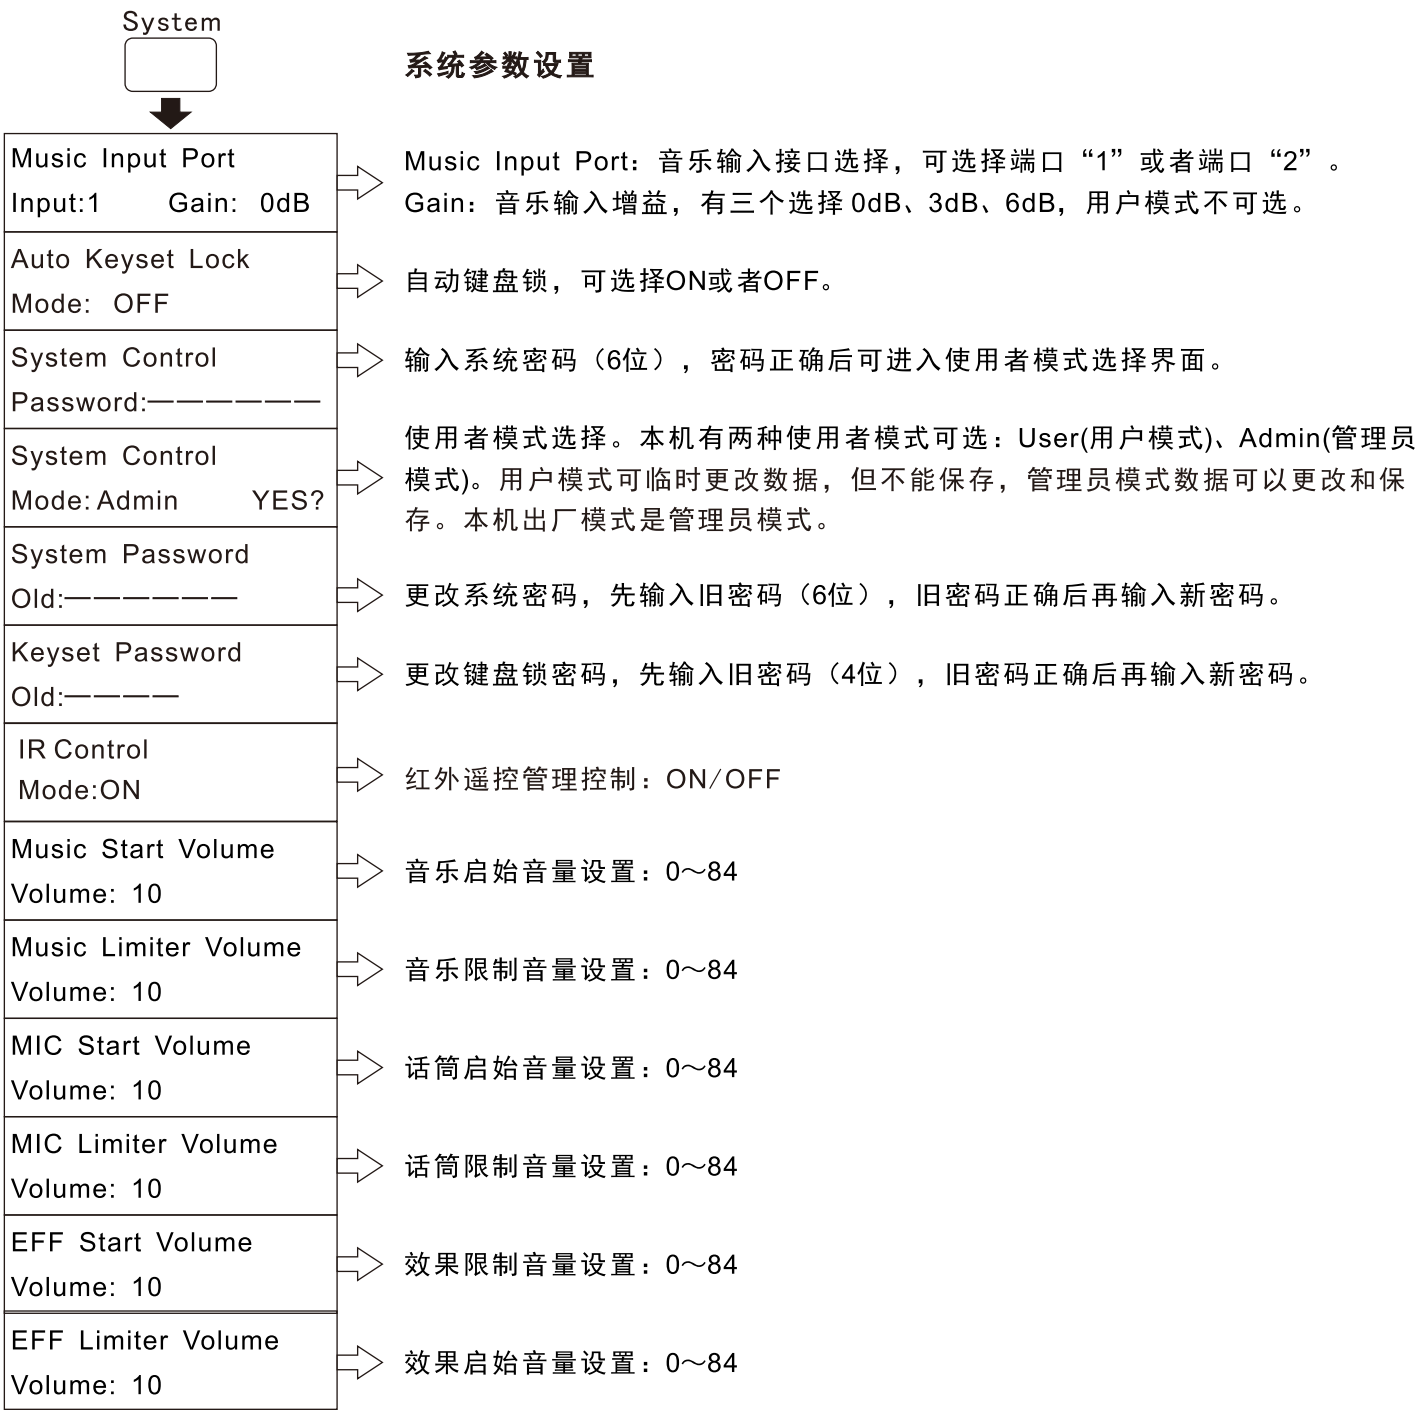 System
系统参数设置
Music Input Port
Input:1 Gain: 0dB
Music Input Port：音乐输入接口选择，可选择端口“1”或者端口“2”。
Gain：音乐输入增益，有三个选择 0dB、3dB、6dB，用户模式不可选。
Auto Keyset Lock
Mode: OFF
自动键盘锁，可选择ON或者OFF。
System Control
Password:——————
输入系统密码（6位），密码正确后可进入使用者模式选择界面。
System Control
Mode: Admin YES?
使用者模式选择。本机有两种使用者模式可选：User(用户模式)、Admin(管理员
模式)。用户模式可临时更改数据，但不能保存，管理员模式数据可以更改和保
存。本机出厂模式是管理员模式。
System Password
Old:——————
更改系统密码，先输入旧密码（6位），旧密码正确后再输入新密码。
Keyset Password
Old:————
更改键盘锁密码，先输入旧密码（4位），旧密码正确后再输入新密码。
IR Control
Mode:ON
红外遥控管理控制：ON/OFF
Music Start Volume
Volume: 10
音乐启始音量设置：0～84
Music Limiter Volume
Volume: 10
音乐限制音量设置：0～84
MIC Start Volume
Volume: 10
话筒启始音量设置：0～84
MIC Limiter Volume
Volume: 10
话筒限制音量设置：0～84
EFF Start Volume
Volume: 10
效果限制音量设置：0～84
EFF Limiter Volume
Volume: 10
效果启始音量设置：0～84